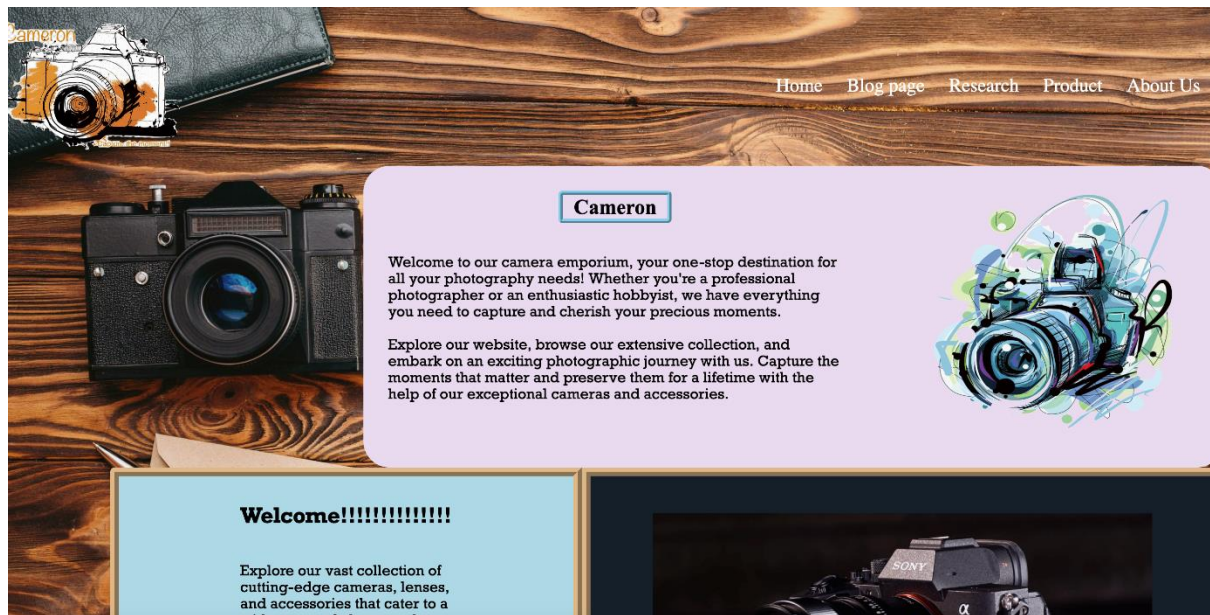 Cameron
Home Blog page Research Product About Us
Cameron
Welcome to our camera emporium, your one-stop destination for
all your photography needs! Whether you're a professional
photographer or an enthusiastic hobbyist, we have everything
you need to capture and cherish your precious moments.
Explore our website, browse our extensive collection, and
embark on an exciting photographic journey with us. Capture the
moments that matter and preserve them for a lifetime with the
help of our exceptional cameras and accessories.
Welcome!!!!!!!!!!!!!!
Explore our vast collection of
cutting-edge cameras, lenses,
and accessories that cater to a
SONY
α